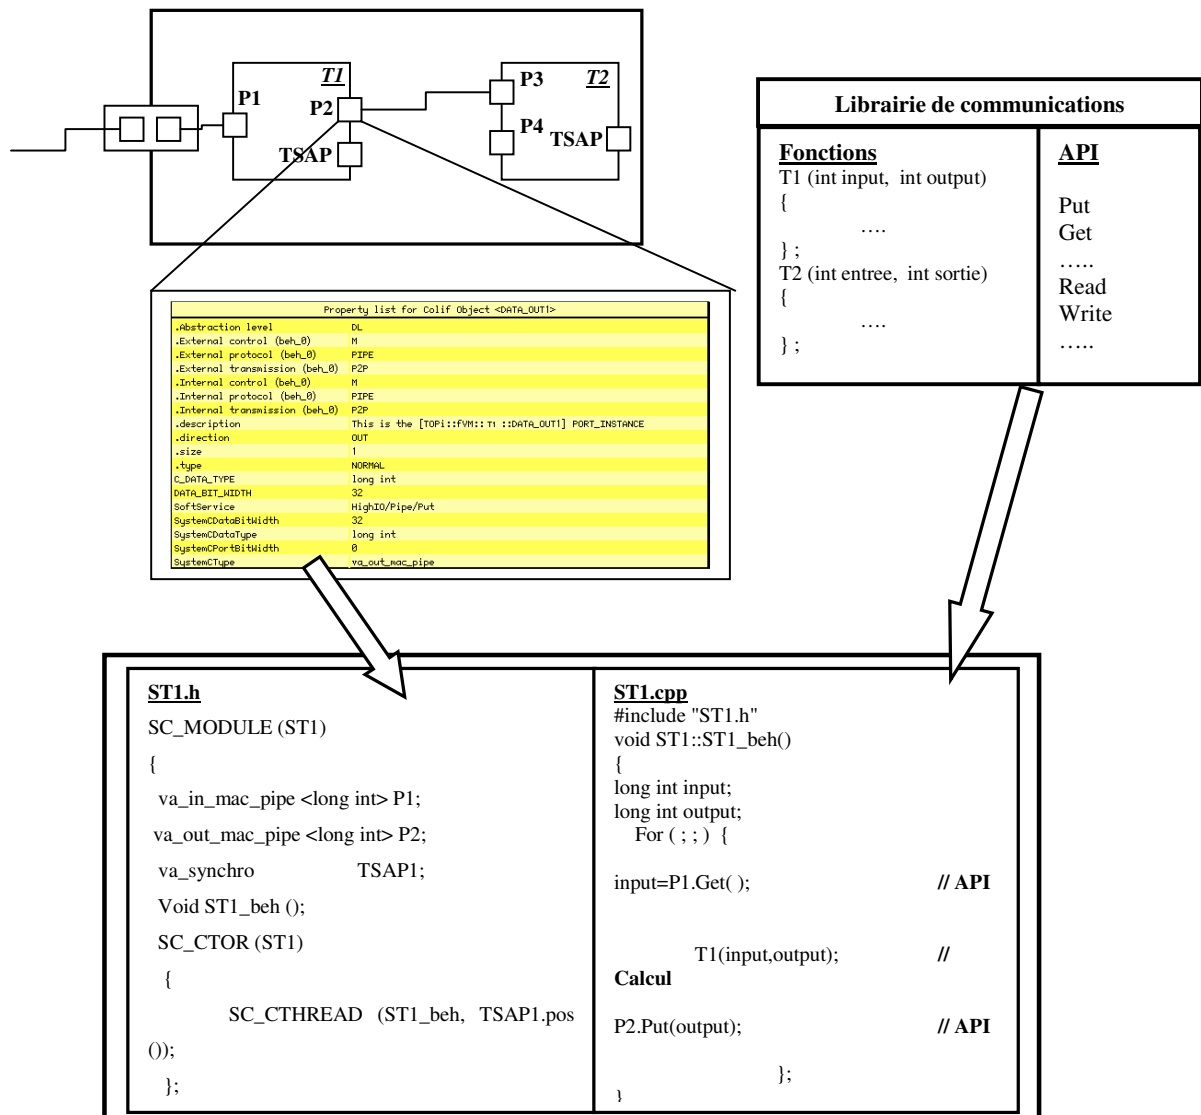 T1
P1
P2
TSAP
P3
T2
P4
TSAP
Librairie de communications
Fonctions
T1 (int input, int output)
{
....
} ;
T2 (int entree, int sortie)
{
....
} ;
API
Put
Get
…..
Read
Write
…..
Property list for Colif Object <DATA_OUT1>
.Abstraction level DL
.External control (beh_0) M
.External protocol (beh_0) PIPE
.External transmission (beh_0) P2P
.Internal control (beh_0) M
.Internal protocol (beh_0) PIPE
.Internal transmission (beh_0) P2P
.description This is the [TOPi::fVM:: T1 ::DATA_OUT1] PORT_INSTANCE
.direction OUT
.size 1
.type NORMAL
C_DATA_TYPE long int
DATA_BIT_WIDTH 32
SoftService HighIO/Pipe/Put
SystemCDataBitWidth 32
SystemCDataType long int
SystemCPortBitWidth 0
SystemCType va_out_mac_pipe
ST1.h
SC_MODULE (ST1)
{
va_in_mac_pipe <long int> P1;
va_out_mac_pipe <long int> P2;
va_synchro TSAP1;
Void ST1_beh ();
SC_CTOR (ST1)
{
SC_CTHREAD (ST1_beh, TSAP1.pos
());
};
ST1.cpp
#include "ST1.h"
void ST1::ST1_beh()
{
long int input;
long int output;
For ( ; ; ) {
input=P1.Get( ); // API
T1(input,output); //
Calcul
P2.Put(output); // API
};
}